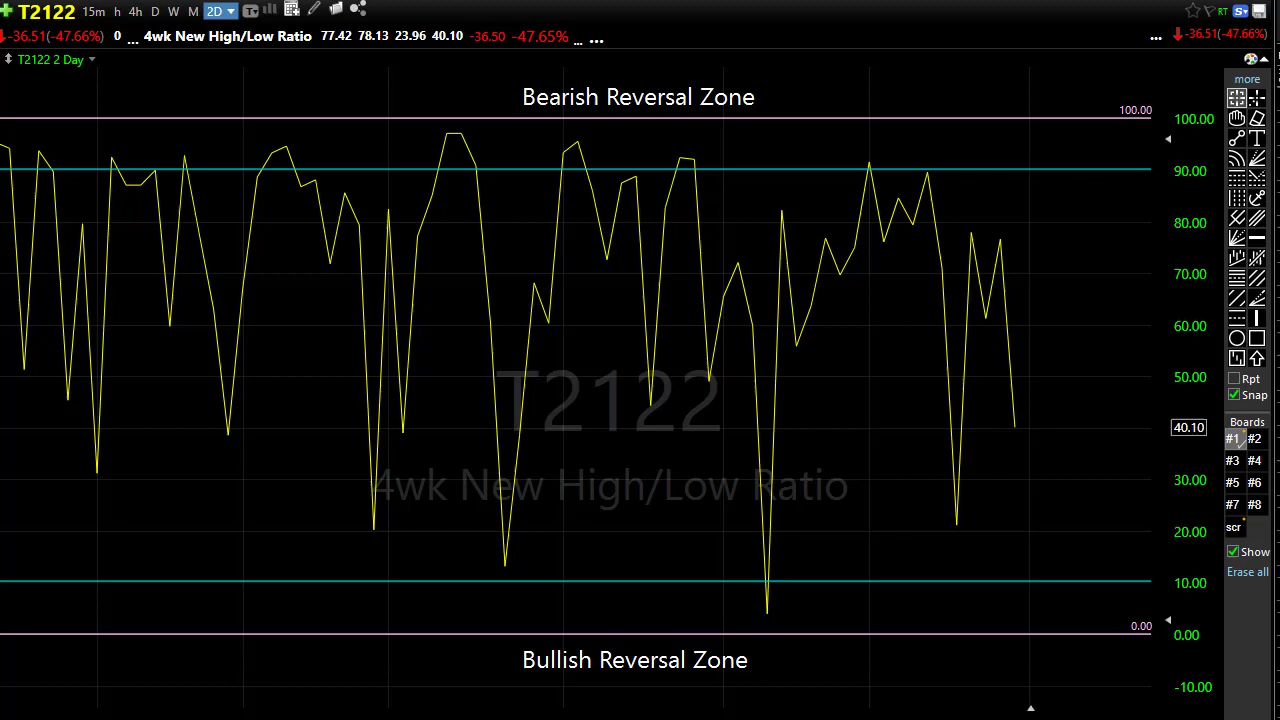 T2122 15m h 4h D W M 2D T RT S
-36.51(-47.66%) 0 ... 4wk New High/Low Ratio 77.42 78.13 23.96 40.10 -36.50 -47.65% ... ... ... -36.51(-47.66%)
T2122 2 Day
more
Bearish Reversal Zone
100.00
100.00
90.00
80.00
70.00
60.00
50.00
40.10
30.00
20.00
10.00
0.00
0.00
-10.00
T2122
4wk New High/Low Ratio
Bullish Reversal Zone
T
Rpt
Snap
Boards
#1 #2
#3 #4
#5 #6
#7 #8
scr
Show
Erase all